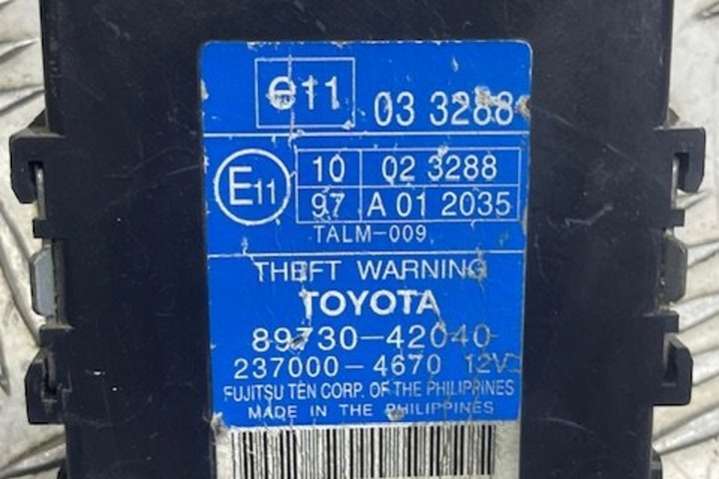 e11 03 3288
E11 10 02 3288
97 A 01 2035
TALM-009
THEFT WARNING
TOYOTA
89730-42040
237000-4670 12V
FUJITSU TEN CORP. OF THE PHILIPPINES
MADE IN THE PHILIPPINES